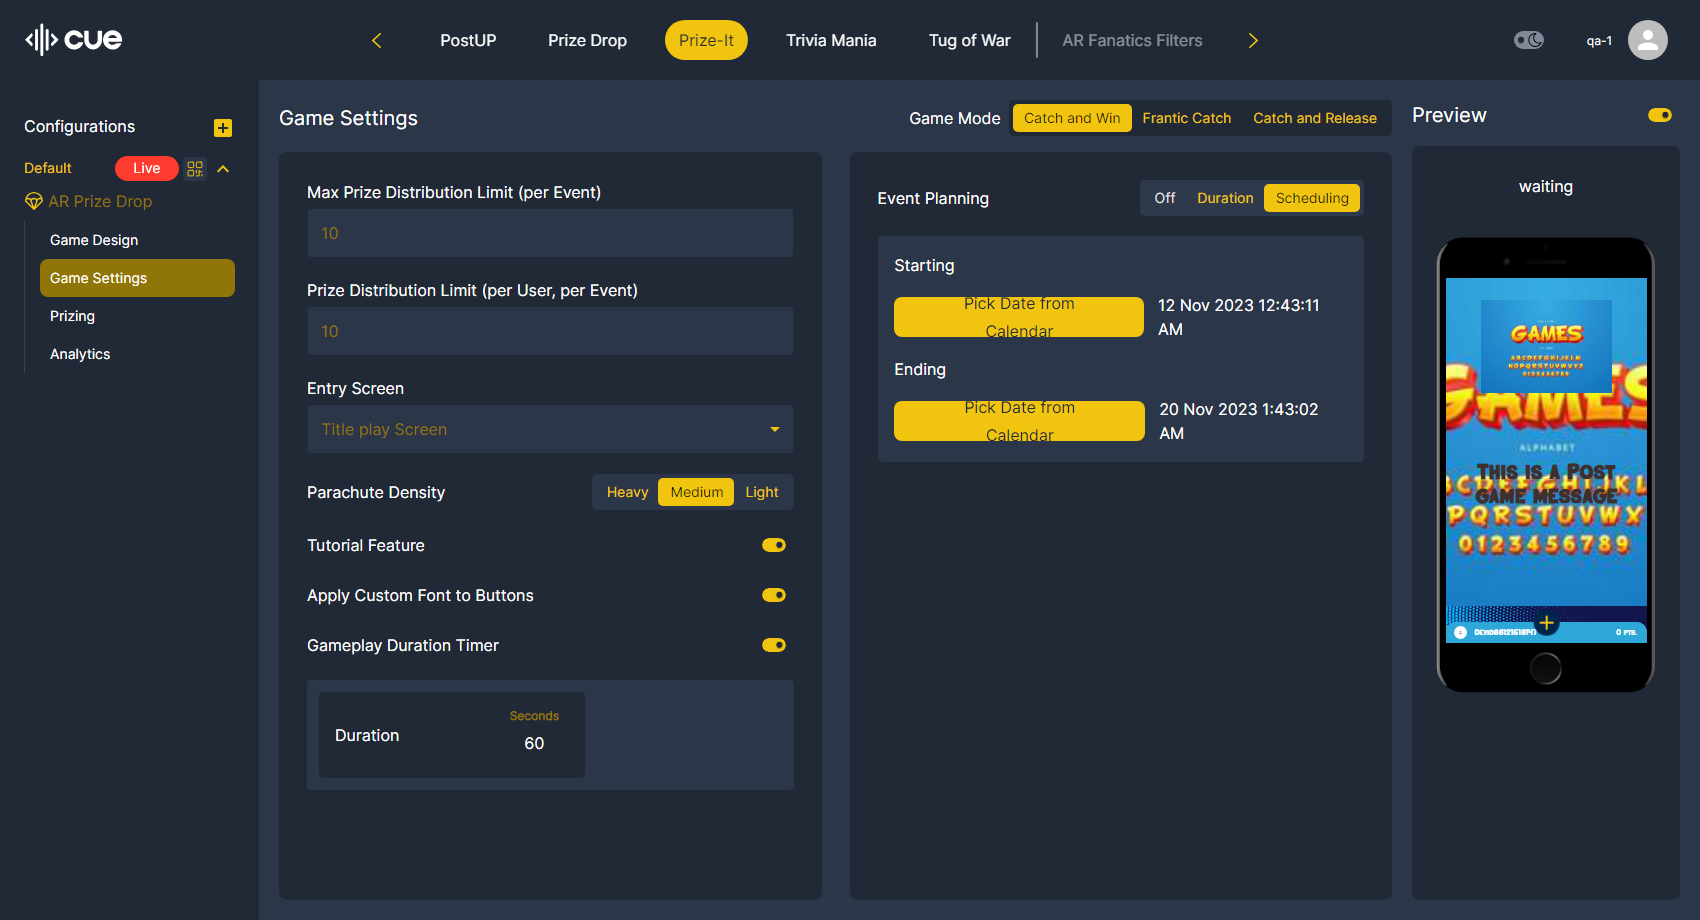 cue
PostUP
Prize Drop
Prize-It
Trivia Mania
Tug of War
AR Fanatics Filters
qa-1
Configurations
Default
Live
AR Prize Drop
Game Design
Game Settings
Prizing
Analytics
Game Settings
Game Mode
Catch and Win
Frantic Catch
Catch and Release
Max Prize Distribution Limit (per Event)
10
Prize Distribution Limit (per User, per Event)
10
Entry Screen
Title play Screen
Parachute Density
Heavy
Medium
Light
Tutorial Feature
Apply Custom Font to Buttons
Gameplay Duration Timer
Duration
Seconds
60
Event Planning
Off
Duration
Scheduling
Starting
Pick Date from
Calendar
12 Nov 2023 12:43:11
AM
Ending
Pick Date from
Calendar
20 Nov 2023 1:43:02
AM
Preview
waiting
GAMES
ABCDEFGHIJKLM
NOPQRSTUVWXYZ
0123456789
GAMES
ALPHABET
This is a Post
game message
CDEFGHIJKL
PQRSTUVWX
0123456789
0 pts.